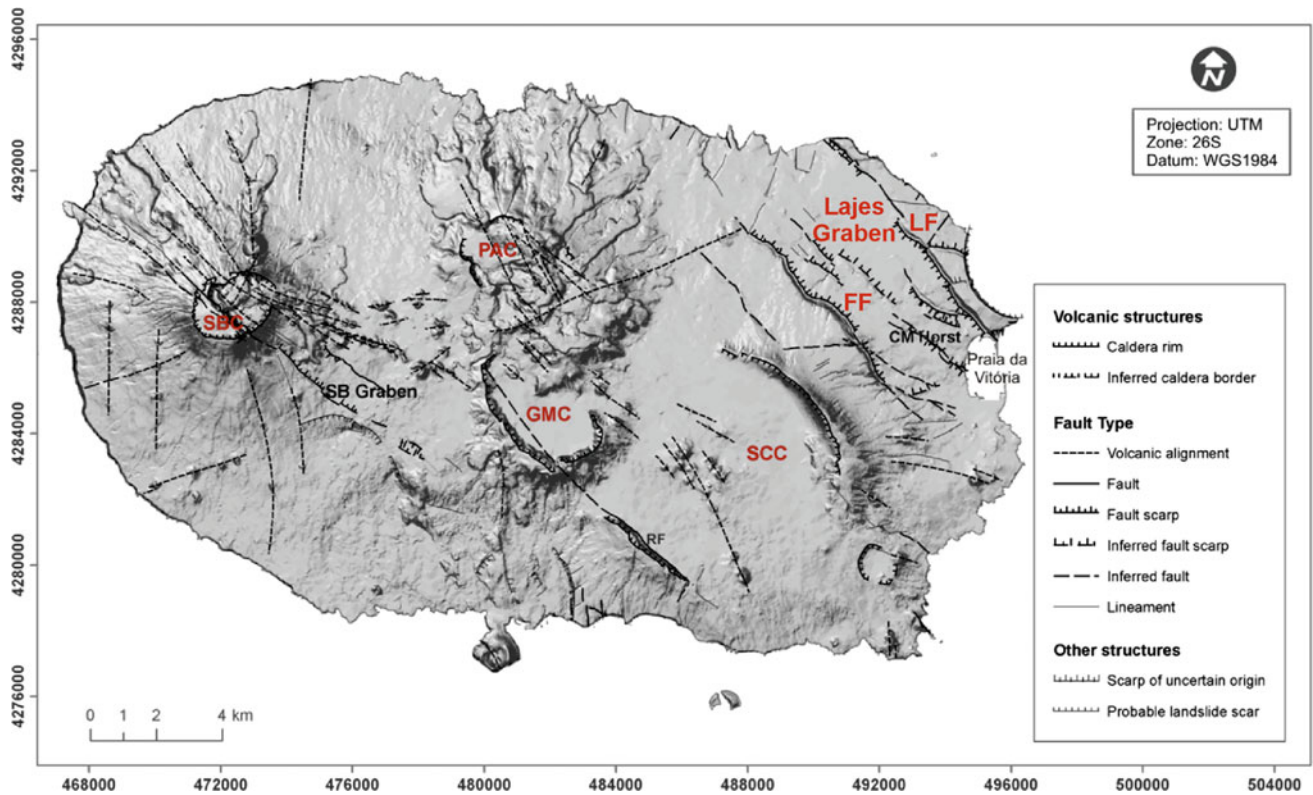 4296000
4292000
4288000
4284000
4280000
4276000
N
Projection: UTM
Zone: 26S
Datum: WGS1984
Lajes
Graben
LF
PAC
SBC
FF
CM Horst
Praia da
Vitória
SB Graben
GMC
SCC
RF
Volcanic structures
Caldera rim
Inferred caldera border
Fault Type
Volcanic alignment
Fault
Fault scarp
Inferred fault scarp
Inferred fault
Lineament
Other structures
Scarp of uncertain origin
Probable landslide scar
0 1 2 4 km
468000 472000 476000 480000 484000 488000 492000 496000 500000 504000